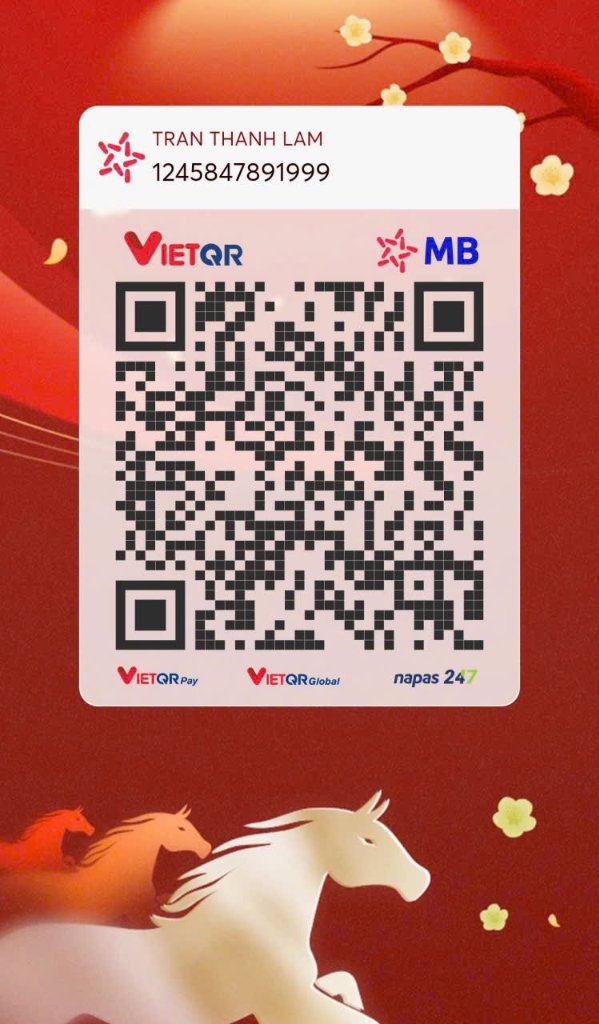 TRAN THANH LAM
1245847891999
VIETQR
MB
VIETQR Pay
VIETQR Global
napas 247